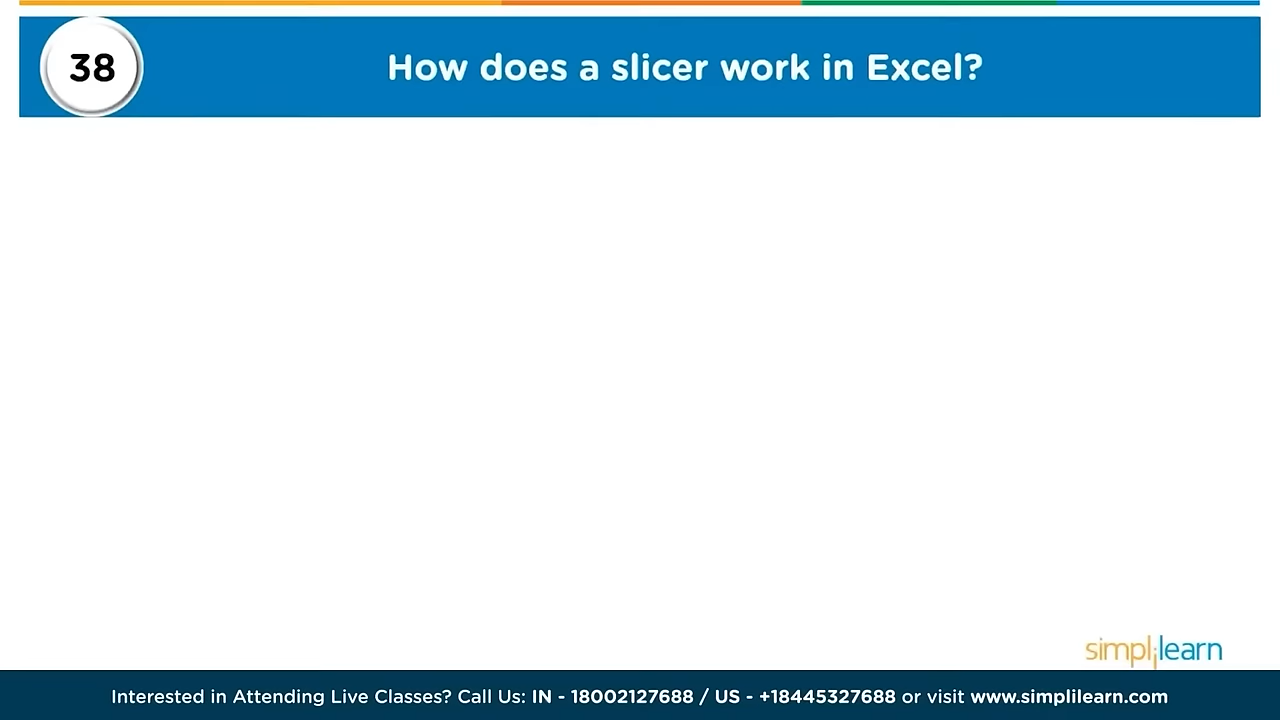 38
How does a slicer work in Excel?
simplilearn
Interested in Attending Live Classes? Call Us: IN - 18002127688 / US - +18445327688 or visit www.simplilearn.com